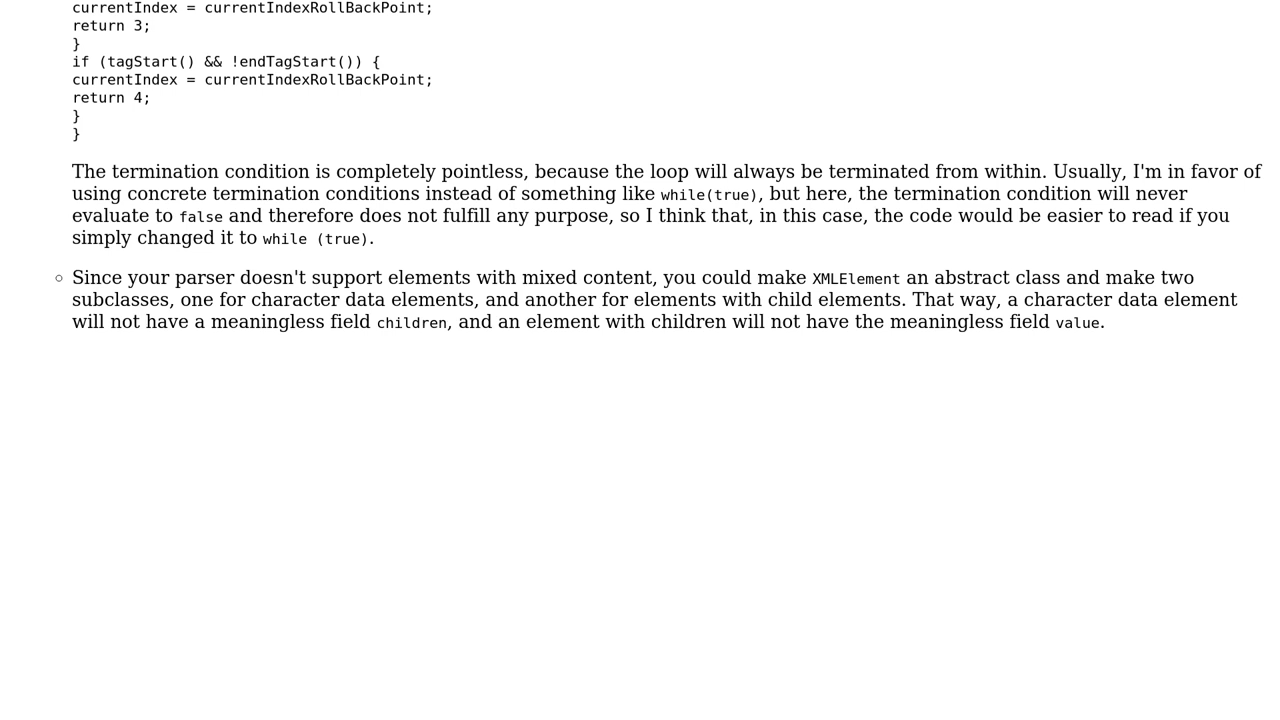 currentIndex = currentIndexRollBackPoint;
return 3;
}
if (tagStart() && !endTagStart()) {
currentIndex = currentIndexRollBackPoint;
return 4;
}
}
The termination condition is completely pointless, because the loop will always be terminated from within. Usually, I'm in favor of
using concrete termination conditions instead of something like while(true), but here, the termination condition will never
evaluate to false and therefore does not fulfill any purpose, so I think that, in this case, the code would be easier to read if you
simply changed it to while (true).
Since your parser doesn't support elements with mixed content, you could make XMLElement an abstract class and make two
subclasses, one for character data elements, and another for elements with child elements. That way, a character data element
will not have a meaningless field children, and an element with children will not have the meaningless field value.